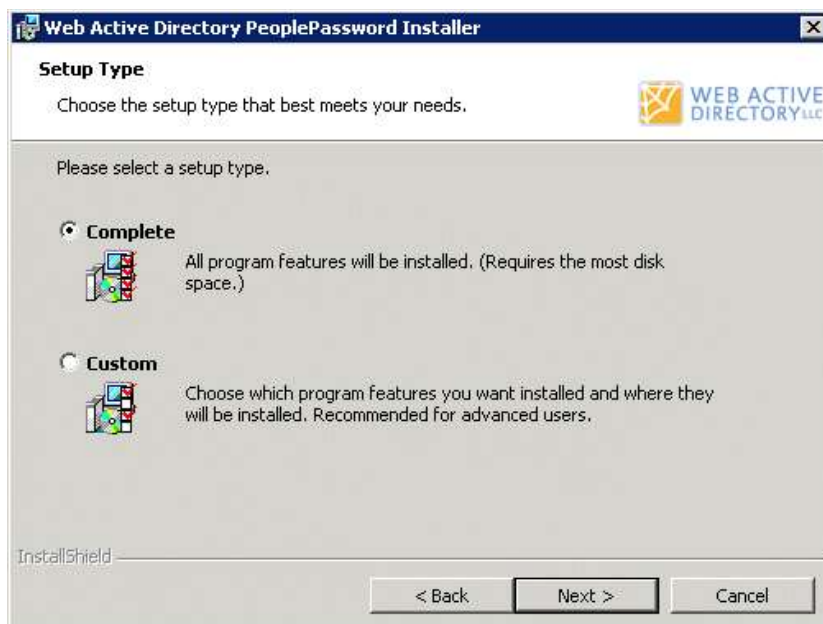 Web Active Directory PeoplePassword Installer
Setup Type
Choose the setup type that best meets your needs.
WEB ACTIVE
DIRECTORY LLC
Please select a setup type.
Complete
All program features will be installed. (Requires the most disk
space.)
Custom
Choose which program features you want installed and where they
will be installed. Recommended for advanced users.
InstallShield
< Back
Next >
Cancel